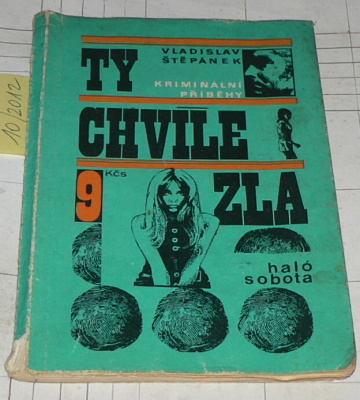 10/2012
TY
VLADISLAV
ŠTĚPÁNEK
KRIMINÁLNÍ
PŘÍBĚHY
CHVÍLE
9 Kčs
ZLA
haló
sobota